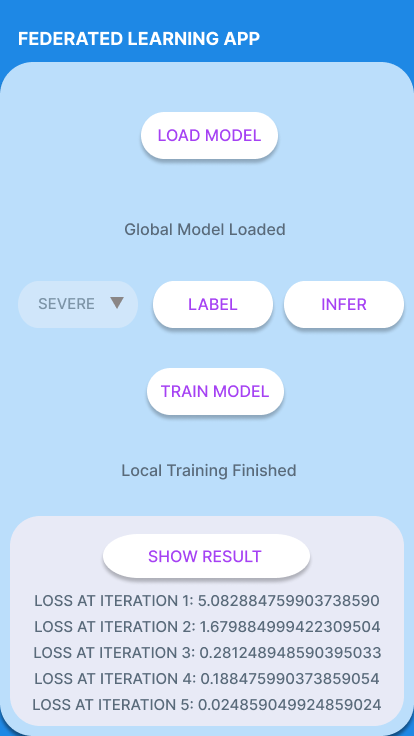 FEDERATED LEARNING APP
LOAD MODEL
Global Model Loaded
SEVERE LABEL INFER
TRAIN MODEL
Local Training Finished
SHOW RESULT
LOSS AT ITERATION 1: 5.082884759903738590
LOSS AT ITERATION 2: 1.679884999422309504
LOSS AT ITERATION 3: 0.281248948590395033
LOSS AT ITERATION 4: 0.188475990373859054
LOSS AT ITERATION 5: 0.024859049924859024